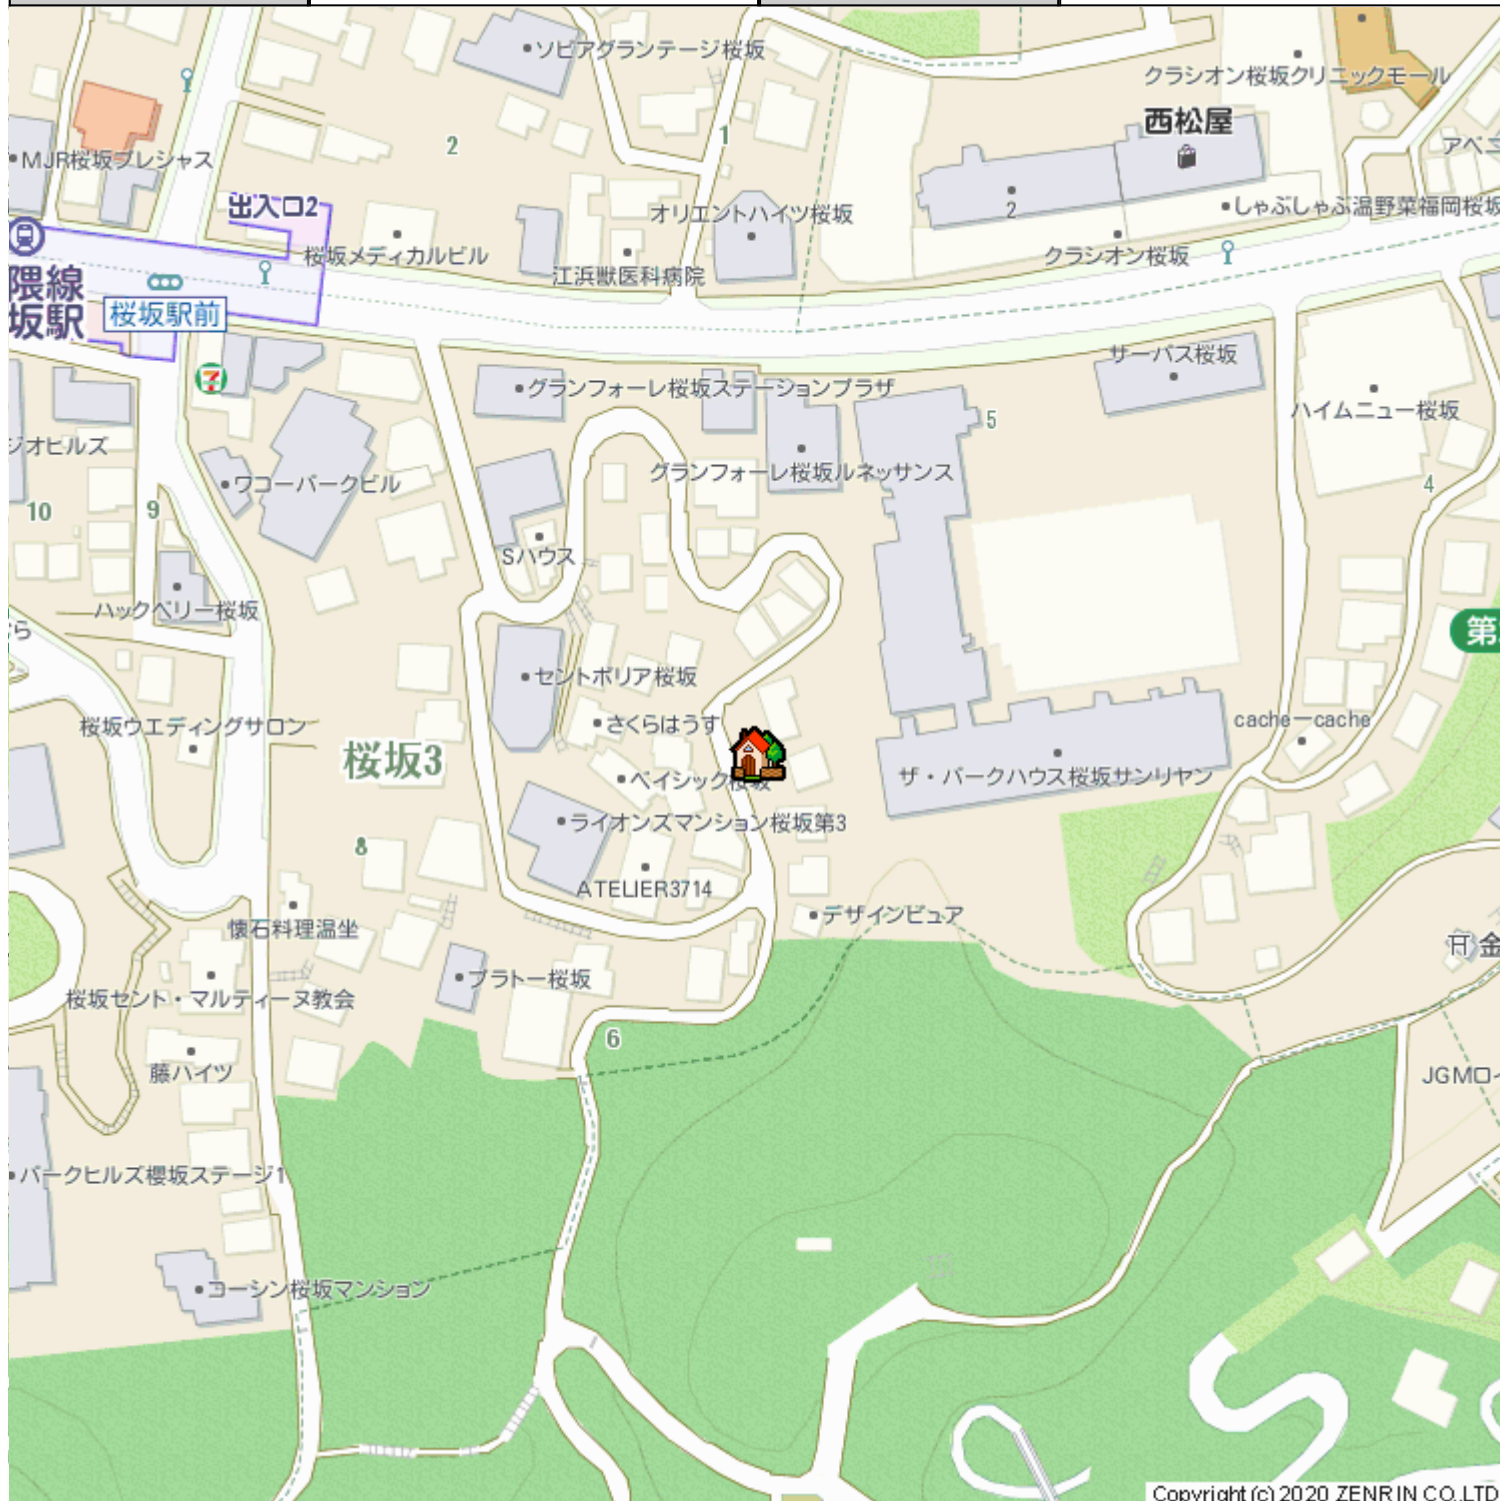 ソピアグランテージ桜坂
クラシオン桜坂クリニックモール
西松屋
1
2
MJR桜坂プレシャス
アベニ
出入口2
オリエントハイツ桜坂
2
しゃぶしゃぶ温野菜福岡桜坂
桜坂メディカルビル
クラシオン桜坂
江浜獣医科病院
隈線
坂駅
桜坂駅前
サーパス桜坂
7
グランフォーレ桜坂ステーションプラザ
ハイムニュー桜坂
5
ジオヒルズ
グランフォーレ桜坂ルネッサンス
ワコーパークビル
4
10
9
Sハウス
ハックベリー桜坂
ら
第
セントポリア桜坂
さくらはうす
cache－cache
桜坂ウエディングサロン
桜坂3
ベイシック桜坂
ザ・パークハウス桜坂サンリヤン
ライオンズマンション桜坂第3
8
ATELIER3714
デザインピュア
懐石料理温坐
金
プラトー桜坂
桜坂セント・マルティーヌ教会
6
藤ハイツ
JGMロイ
パークヒルズ櫻坂ステージ1
コーシン桜坂マンション
Copyright (c) 2020 ZENRIN CO.,LTD